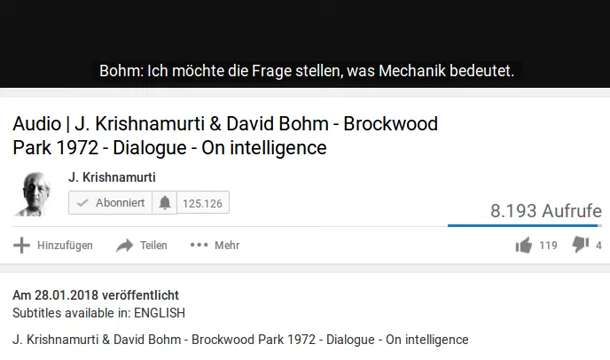 Bohm: Ich möchte die Frage stellen, was Mechanik bedeutet.
Audio | J. Krishnamurti & David Bohm - Brockwood
Park 1972 - Dialogue - On intelligence
J. Krishnamurti
Abonniert 125.126
8.193 Aufrufe
Hinzufügen Teilen Mehr 119 4
Am 28.01.2018 veröffentlicht
Subtitles available in: ENGLISH
J. Krishnamurti & David Bohm - Brockwood Park 1972 - Dialogue - On intelligence